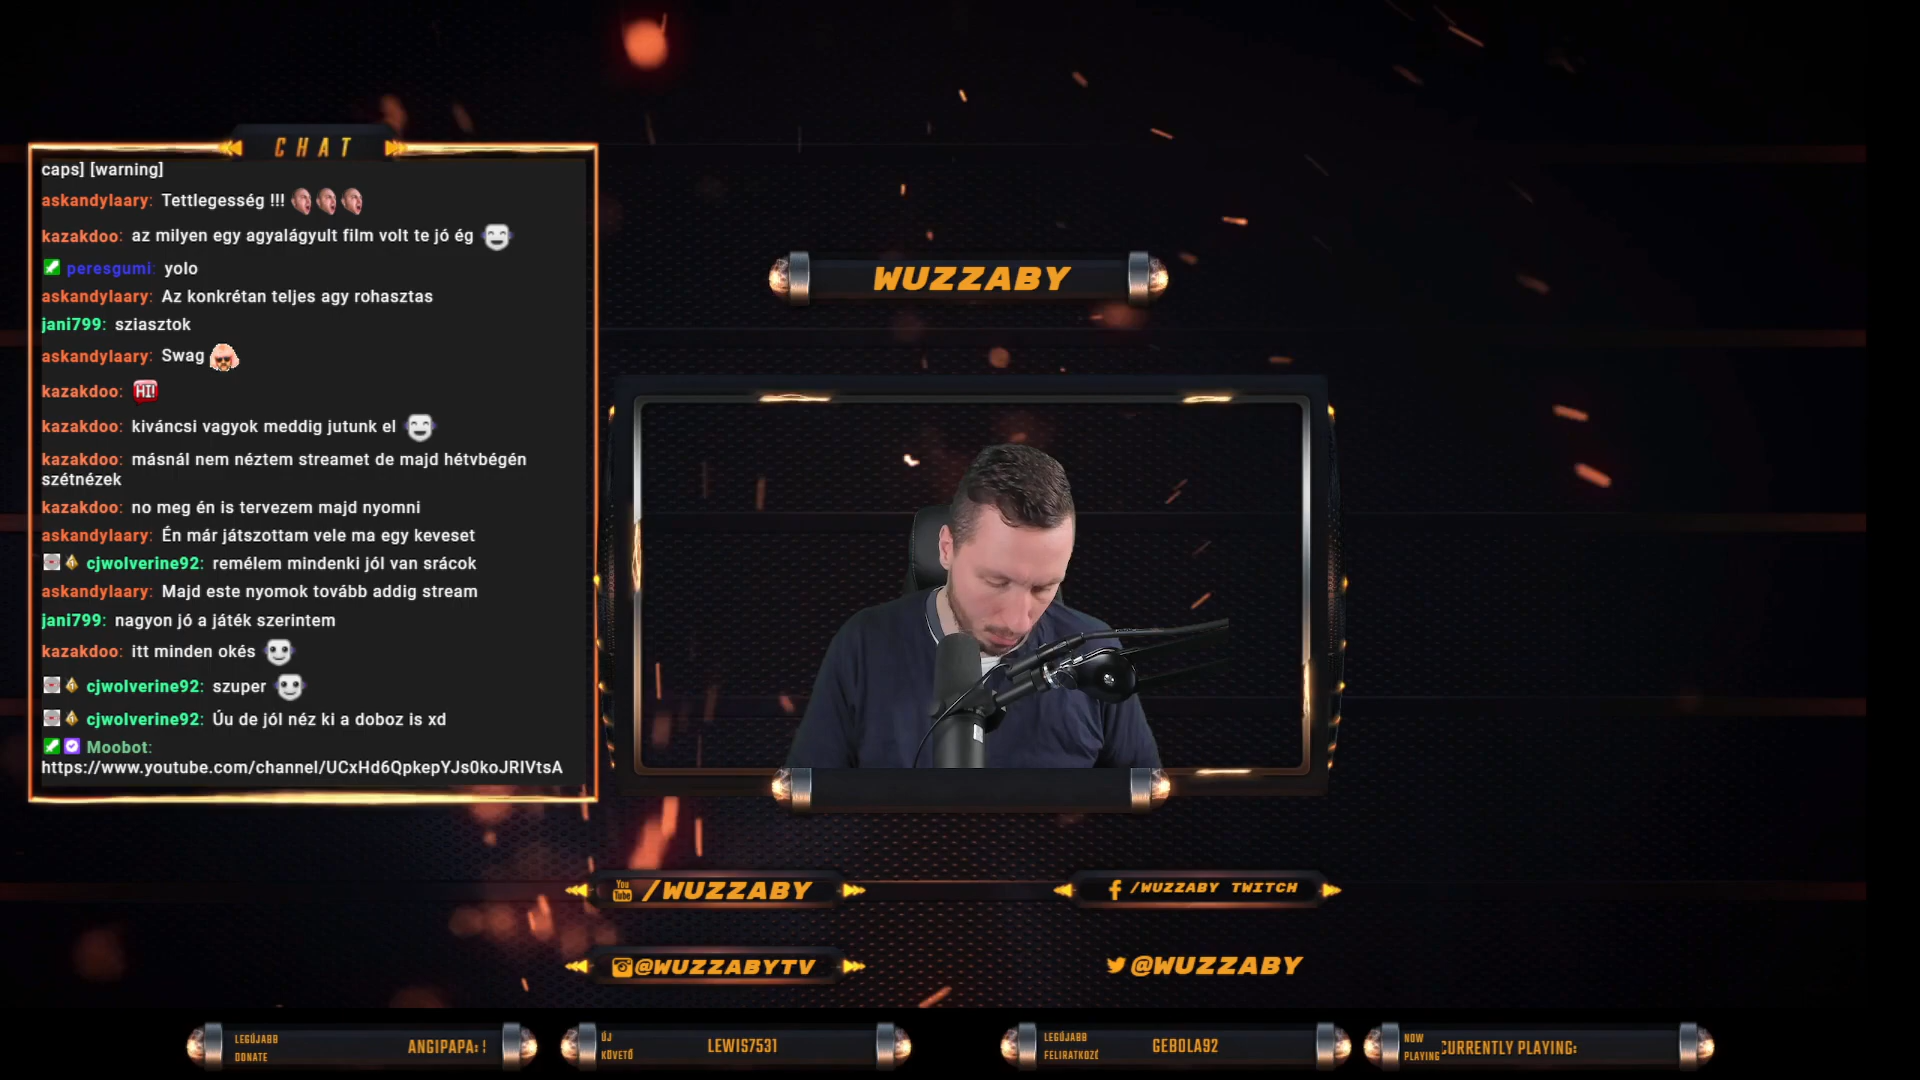 CHAT
caps] [warning]
askandylaary: Tettlegesség !!!
kazakdoo: az milyen egy agyalágyult film volt te jó ég
peresgumi: yolo
askandylaary: Az konkrétan teljes agy rohasztas
jani799: sziasztok
askandylaary: Swag
kazakdoo: HI!
kazakdoo: kiváncsi vagyok meddig jutunk el
kazakdoo: másnál nem néztem streamet de majd hétvbégén
szétnézek
kazakdoo: no meg én is tervezem majd nyomni
askandylaary: Én már játszottam vele ma egy keveset
cjwolverine92: remélem mindenki jól van srácok
askandylaary: Majd este nyomok tovább addig stream
jani799: nagyon jó a játék szerintem
kazakdoo: itt minden okés
cjwolverine92: szuper
cjwolverine92: Úu de jól néz ki a doboz is xd
Moobot:
https://www.youtube.com/channel/UCxHd6QpkepYJs0koJRIVtsA
WUZZABY
You Tube /WUZZABY
f /WUZZABY TWITCH
@WUZZABYTV
@WUZZABY
LEGÚJABB
DONATE
ANGIPAPA:
ÚJ
KÖVETŐ
LEWIS7531
LEGÚJABB
FELIRATKOZÓ
GEBOLA92
NOW
PLAYING
CURRENTLY PLAYING: